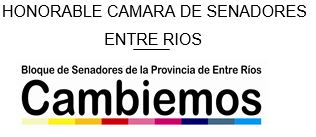 HONORABLE CAMARA DE SENADORES
ENTRE RIOS
Bloque de Senadores de la Provincia de Entre Ríos
Cambiemos